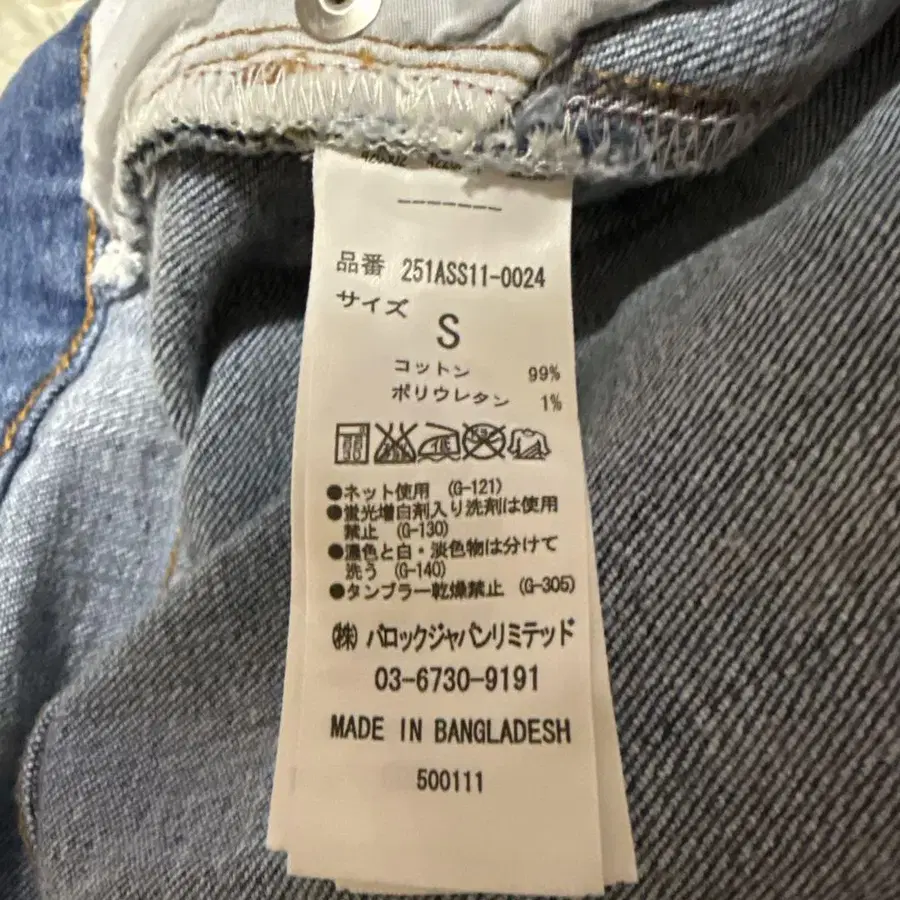 -------
品番 251ASS11-0024
サイズ
S
コットン 99%
ポリウレタン 1%
●ネット使用 (G-121)
●蛍光増白剤入り洗剤は使用
禁止 (G-130)
●濃色と白・淡色物は分けて
洗う (G-140)
●タンブラー乾燥禁止 (G-305)
㈱ バロックジャパンリミテッド
03-6730-9191
MADE IN BANGLADESH
500111